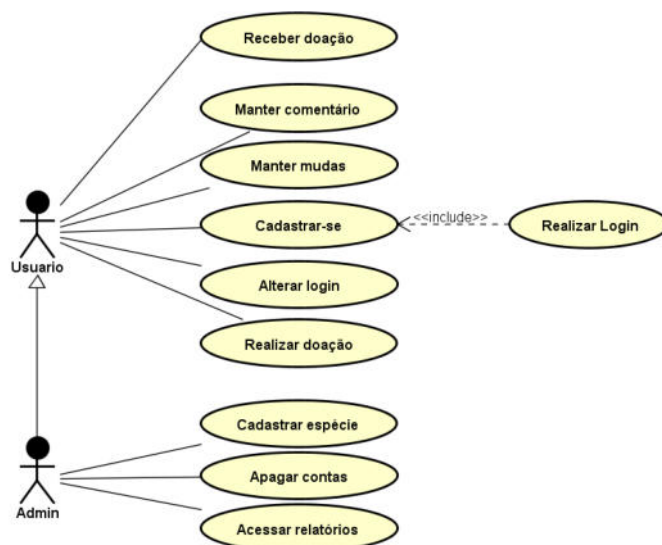 Receber doação
Manter comentário
Manter mudas
Cadastrar-se
<<include>>
Realizar Login
Usuario
Alterar login
Realizar doação
Cadastrar espécie
Apagar contas
Admin
Acessar relatórios